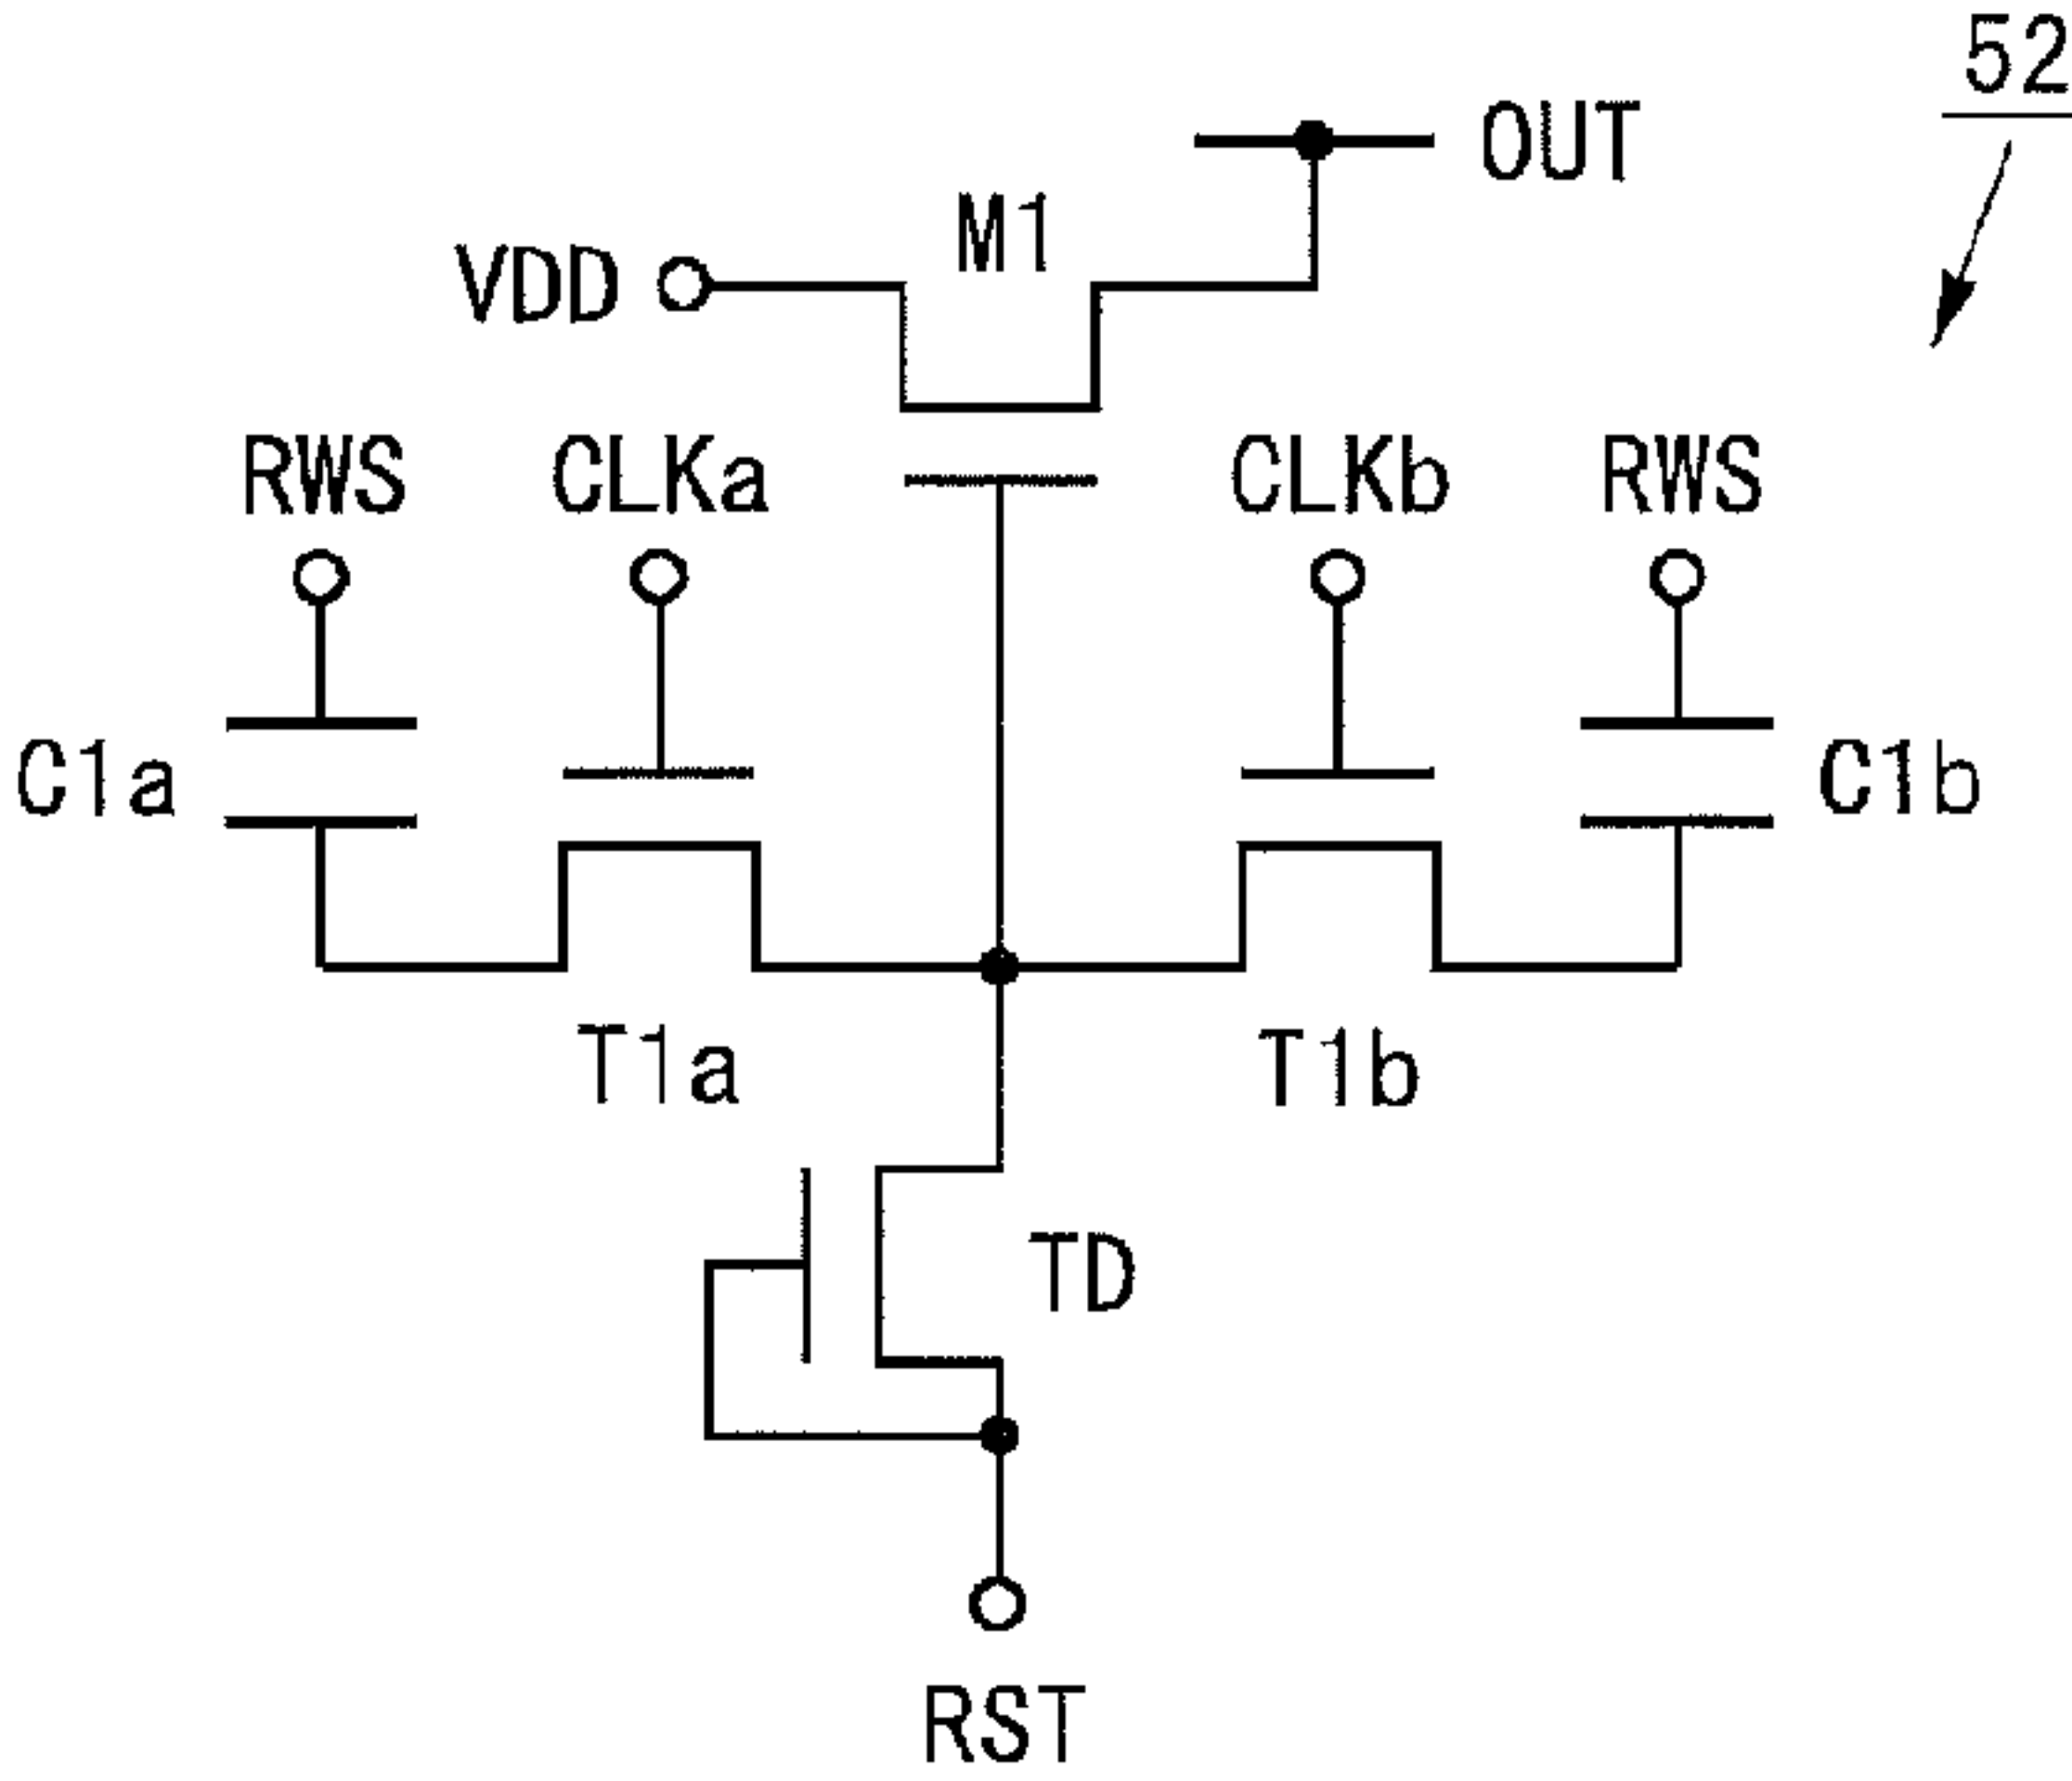 52
OUT
M1
VDD
RWS
CLKa
CLKb
RWS
C1a
C1b
T1a
T1b
TD
RST